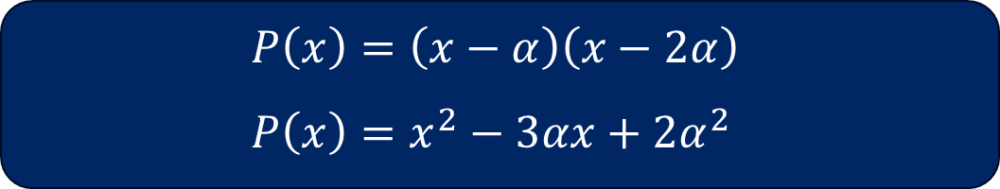 P(x) = (x − α)(x − 2α)
P(x) = x² − 3αx + 2α²